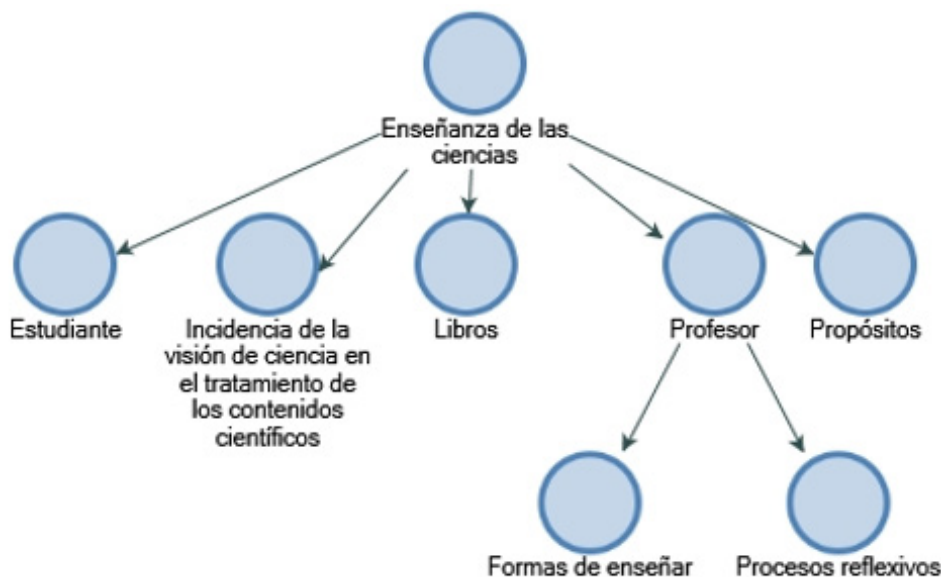 Enseñanza de las
ciencias
Estudiante
Incidencia de la
visión de ciencia en
el tratamiento de
los contenidos
científicos
Libros
Profesor
Propósitos
Formas de enseñar
Procesos reflexivos